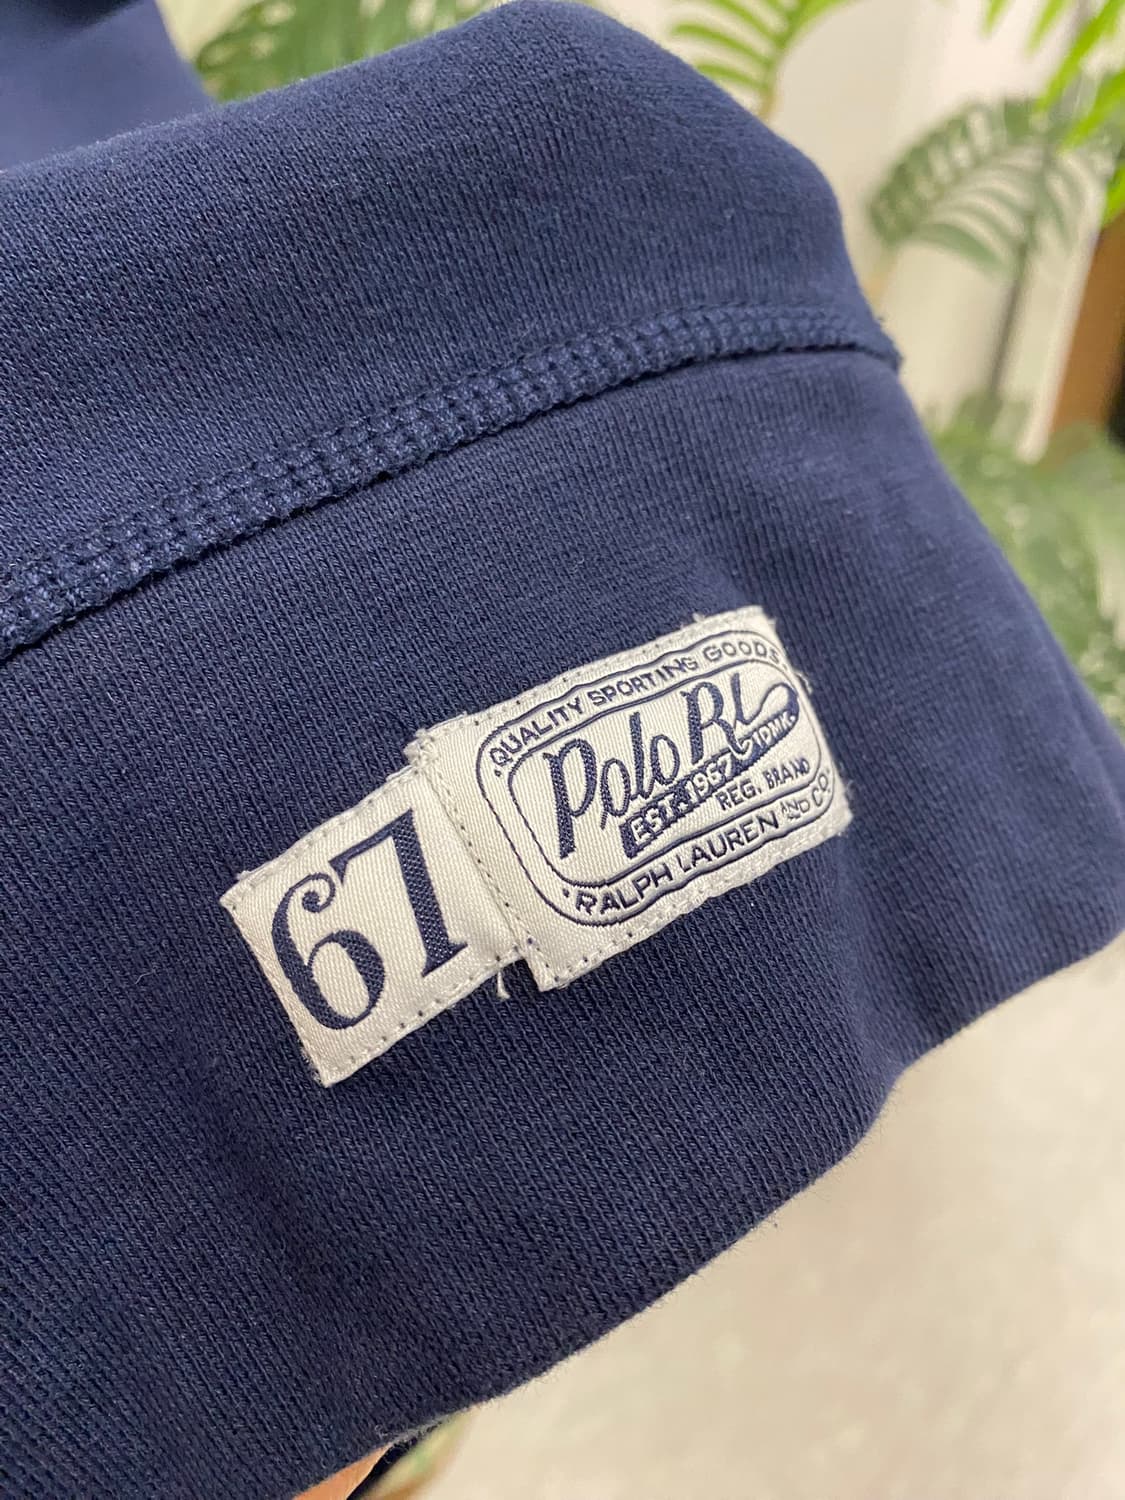 67
QUALITY SPORTING GOODS
Polo RL
EST. 1967
TDMK.
REG. BRAND
RALPH LAUREN AND CO.